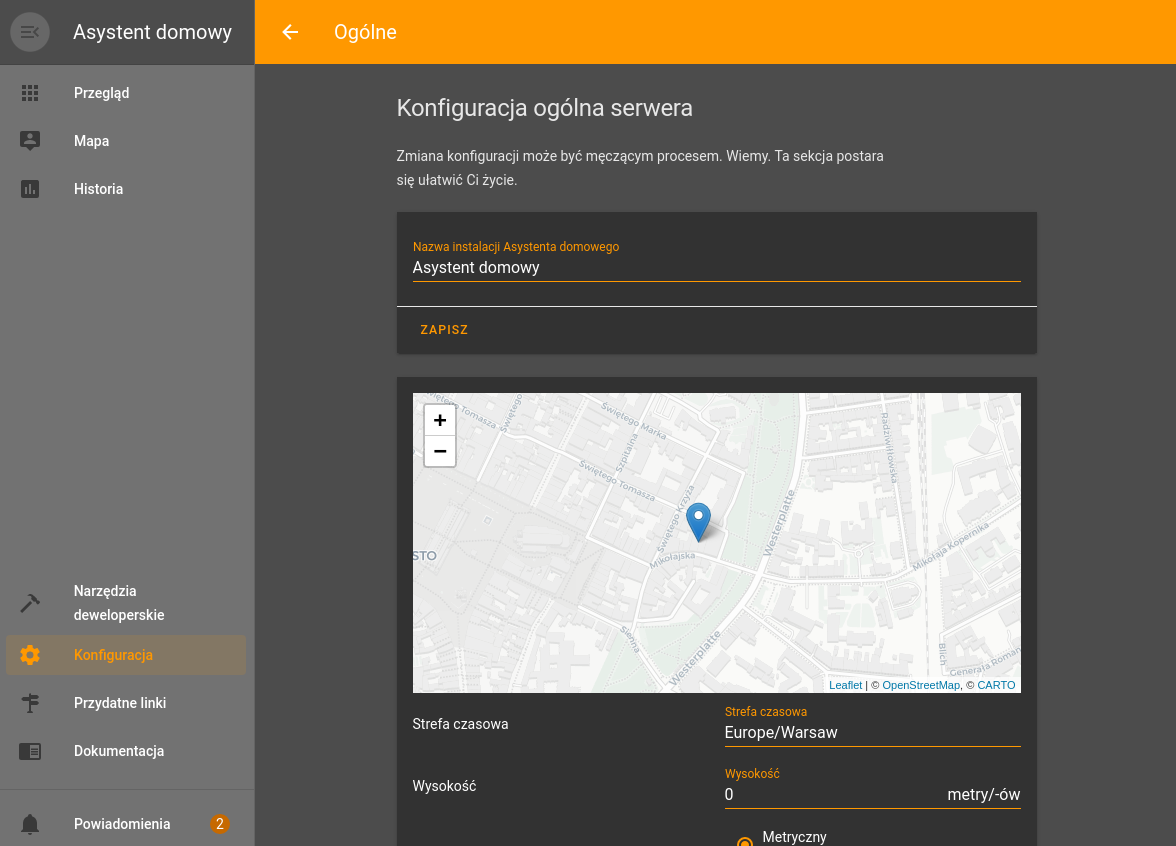 Asystent domowy
Ogólne
Przegląd
Mapa
Historia
Narzędzia
deweloperskie
Konfiguracja
Przydatne linki
Dokumentacja
Powiadomienia
2
Konfiguracja ogólna serwera
Zmiana konfiguracji może być męczącym procesem. Wiemy. Ta sekcja postara
się ułatwić Ci życie.
Nazwa instalacji Asystenta domowego
Asystent domowy
ZAPISZ
+
−
Świętego Tomasza
Świętego Marka
Szpitalna
Świętego Tomasza
Świętego Krzyża
Mikołajska
Westerplatte
Radziwiłłowska
Mikołaja Kopernika
STO
Sienna
Westerplatte
Blich
Generała Roman
Leaflet | © OpenStreetMap, © CARTO
Strefa czasowa
Strefa czasowa
Europe/Warsaw
Wysokość
Wysokość
0 metry/-ów
Metryczny